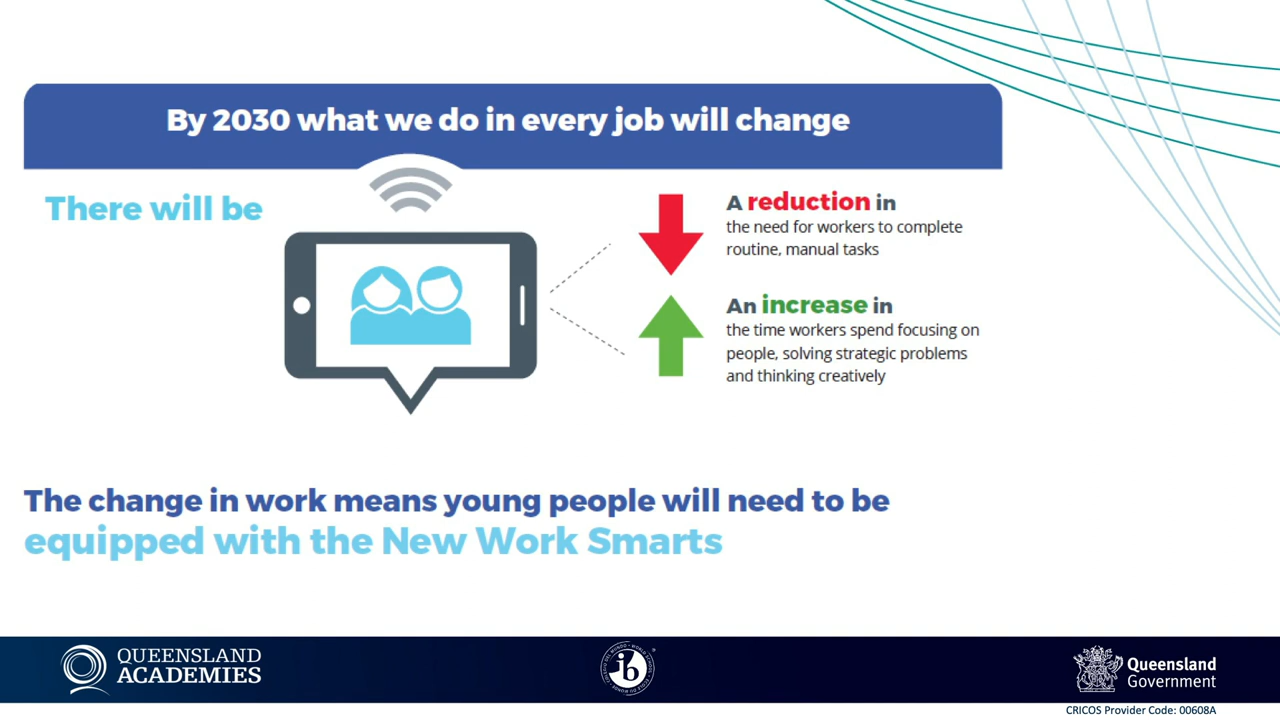 By 2030 what we do in every job will change
There will be
A reduction in
the need for workers to complete
routine, manual tasks
An increase in
the time workers spend focusing on
people, solving strategic problems
and thinking creatively
The change in work means young people will need to be
equipped with the New Work Smarts
QUEENSLAND
ACADEMIES
ib
Queensland
Government
CRICOS Provider Code: 00608A